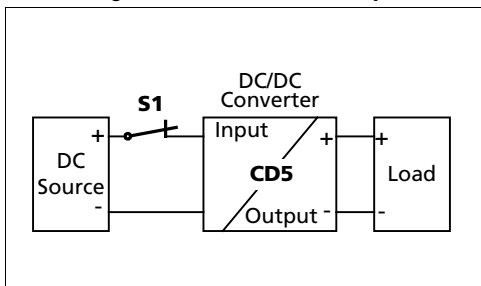 DC/DC
Converter
S1
Input
+
+
+
DC
Source
CD5
Load
-
Output
-
-